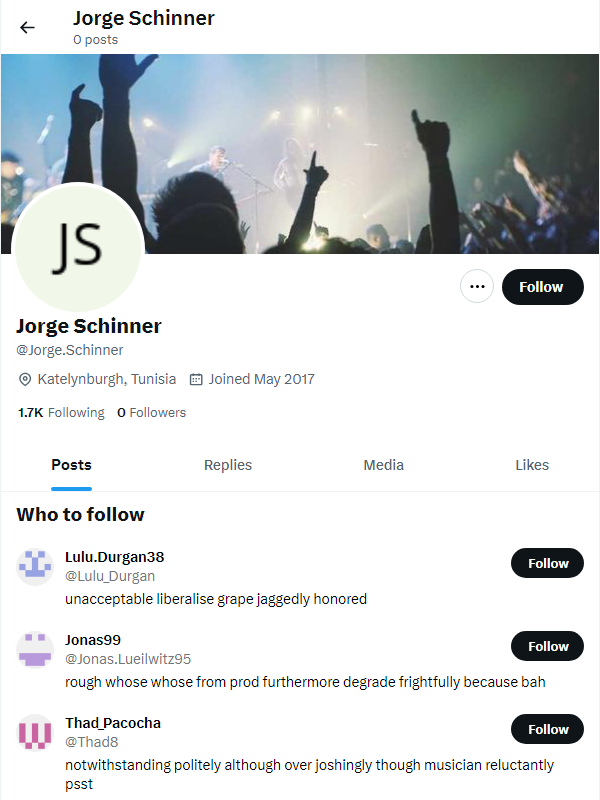 Jorge Schinner
0 posts
JS
Follow
Jorge Schinner
@Jorge.Schinner
Katelynburgh, Tunisia Joined May 2017
1.7K Following 0 Followers
Posts Replies Media Likes
Who to follow
Lulu.Durgan38
@Lulu_Durgan
Follow
unacceptable liberalise grape jaggedly honored
Jonas99
@Jonas.Lueilwitz95
Follow
rough whose whose from prod furthermore degrade frightfully because bah
Thad_Pacocha
@Thad8
Follow
notwithstanding politely although over joshingly though musician reluctantly
psst